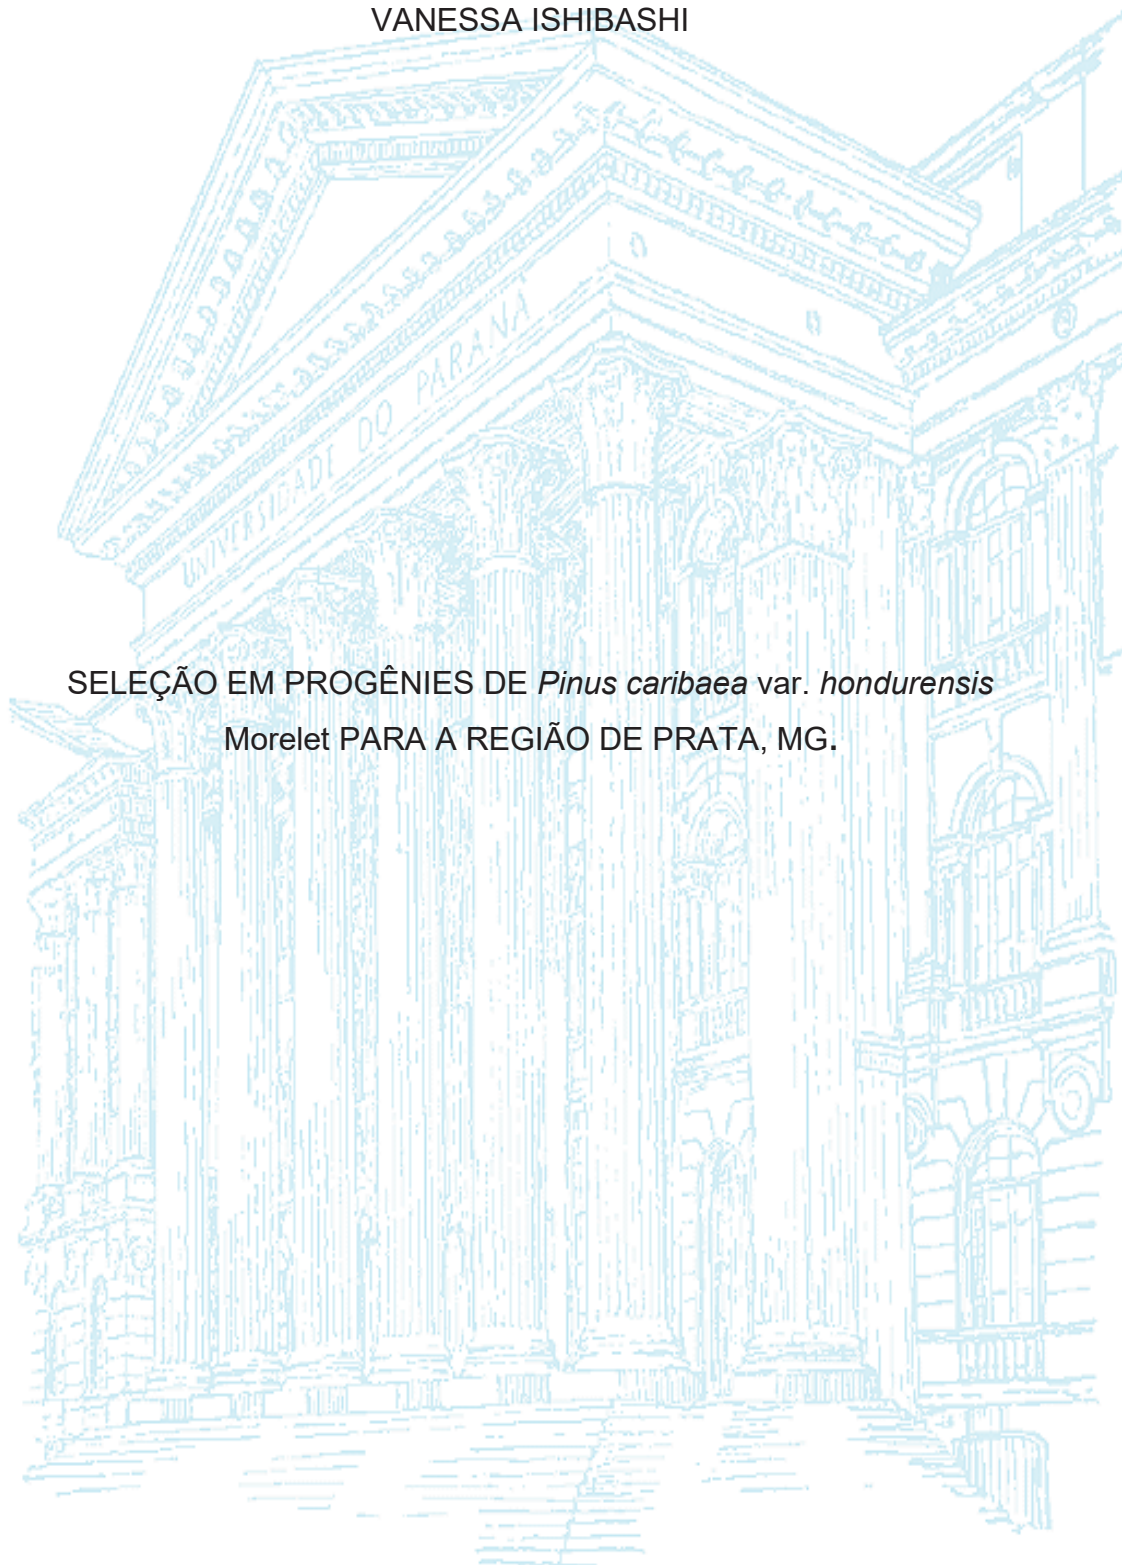 VANESSA ISHIBASHI
UNIVERSIDADE DO PARANÁ
SELEÇÃO EM PROGÊNIES DE Pinus caribaea var. hondurensis
Morelet PARA A REGIÃO DE PRATA, MG.